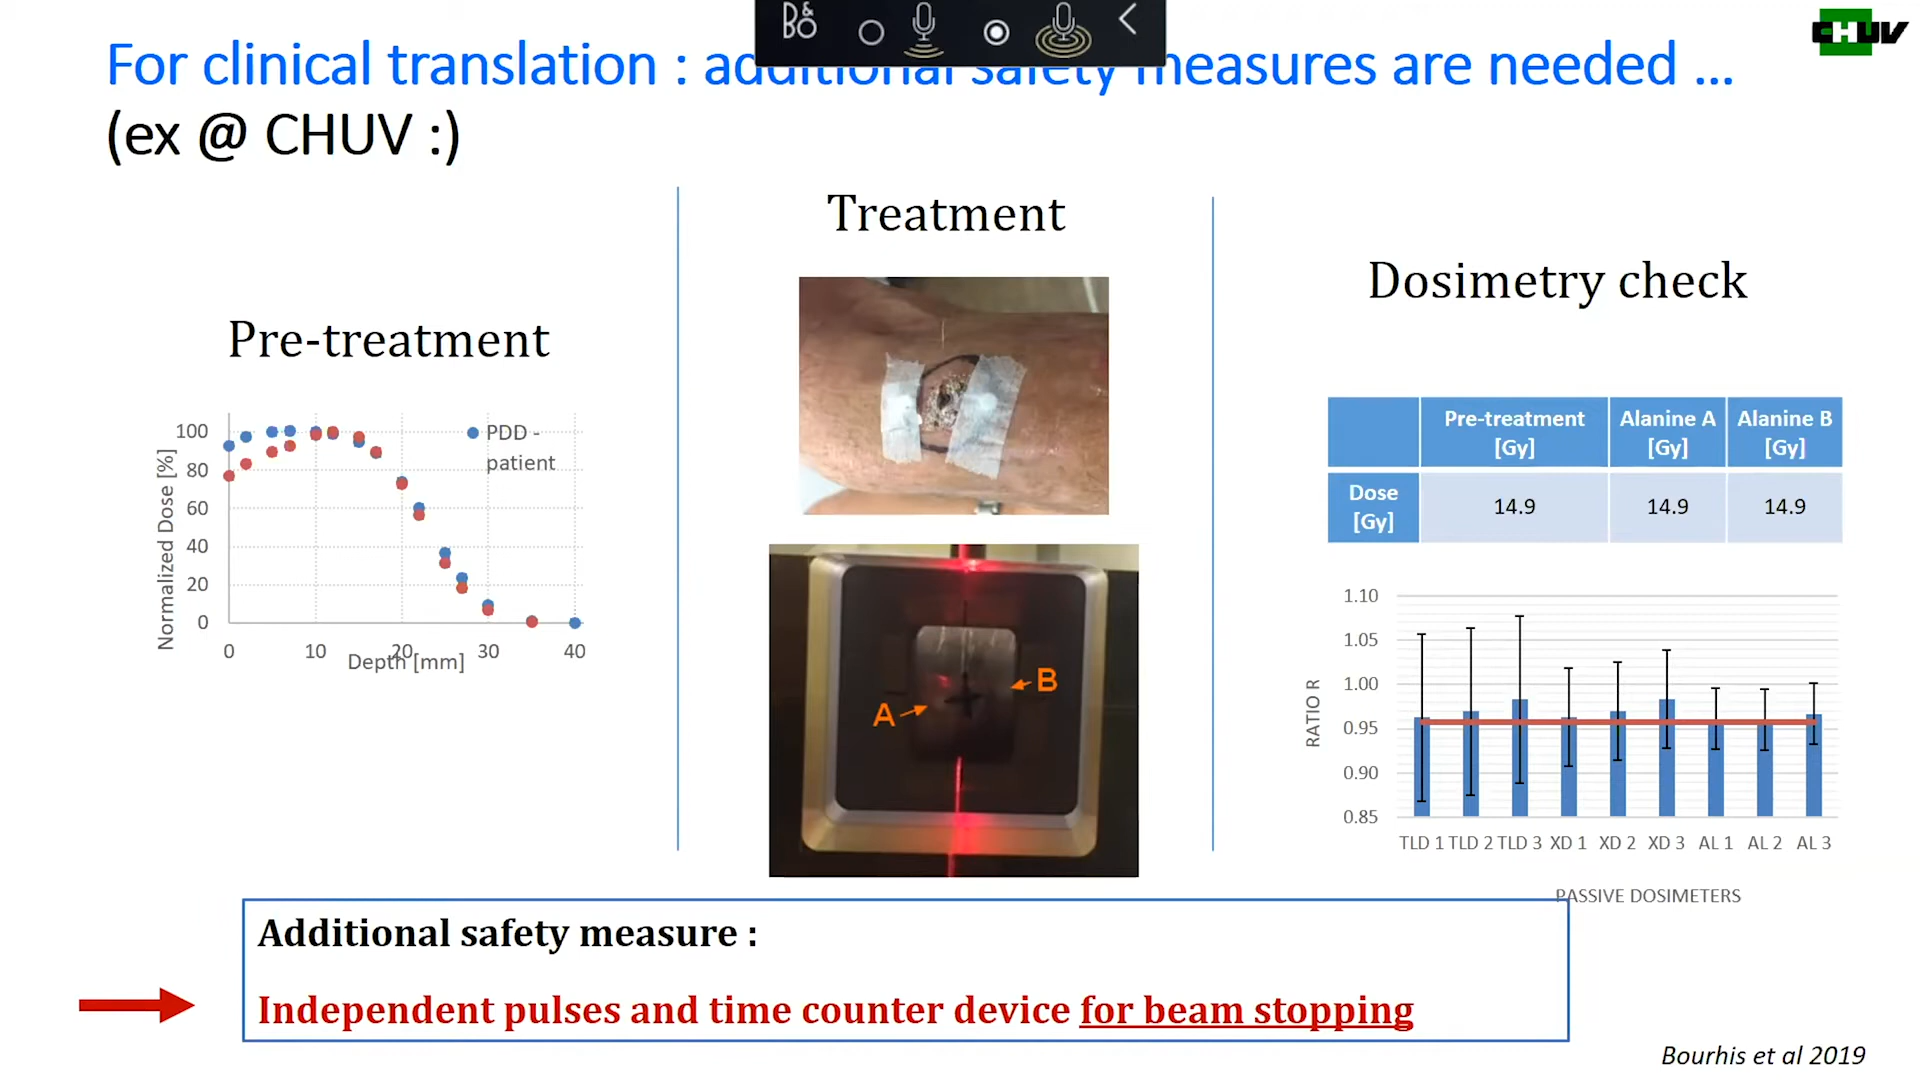 B&O
CHUV
For clinical translation : additional safety measures are needed ...
(ex @ CHUV :)
Pre-treatment
Normalized Dose [%]
100
80
60
40
20
0
PDD -
patient
0 10 20 30 40
Depth [mm]
Treatment
A
B
Dosimetry check
Pre-treatment [Gy] Alanine A [Gy] Alanine B [Gy]
Dose [Gy] 14.9 14.9 14.9
RATIO R
1.10
1.05
1.00
0.95
0.90
0.85
TLD 1 TLD 2 TLD 3 XD 1 XD 2 XD 3 AL 1 AL 2 AL 3
PASSIVE DOSIMETERS
Additional safety measure :
Independent pulses and time counter device for beam stopping
Bourhis et al 2019